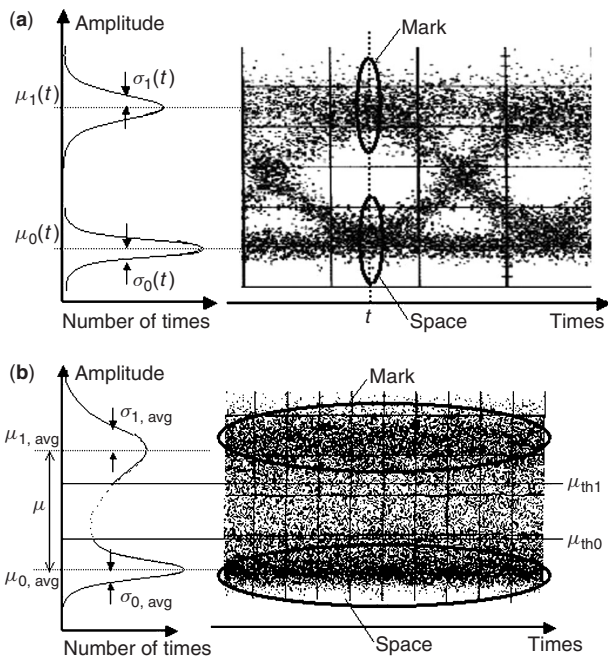 (a)
Amplitude
Mark
σ1(t)
μ1(t)
μ0(t)
σ0(t)
Number of times
t
Space
Times
(b)
Amplitude
Mark
σ1, avg
μ1, avg
μth1
μ
μth0
μ0, avg
σ0, avg
Number of times
Space
Times